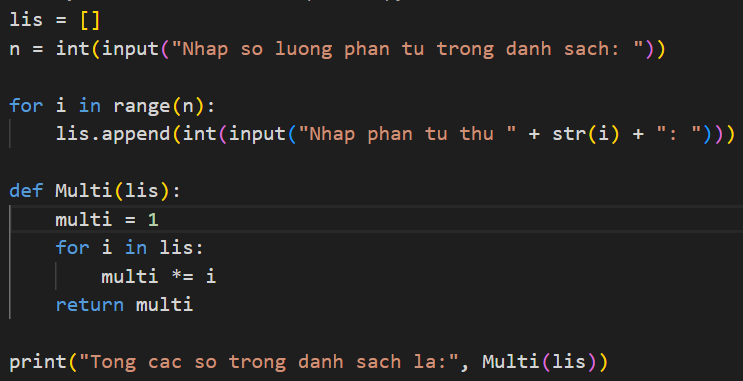 lis = []
n = int(input("Nhap so luong phan tu trong danh sach: "))
for i in range(n):
    lis.append(int(input("Nhap phan tu thu " + str(i) + ": ")))
def Multi(lis):
    multi = 1
    for i in lis:
        multi *= i
    return multi
print("Tong cac so trong danh sach la:", Multi(lis))